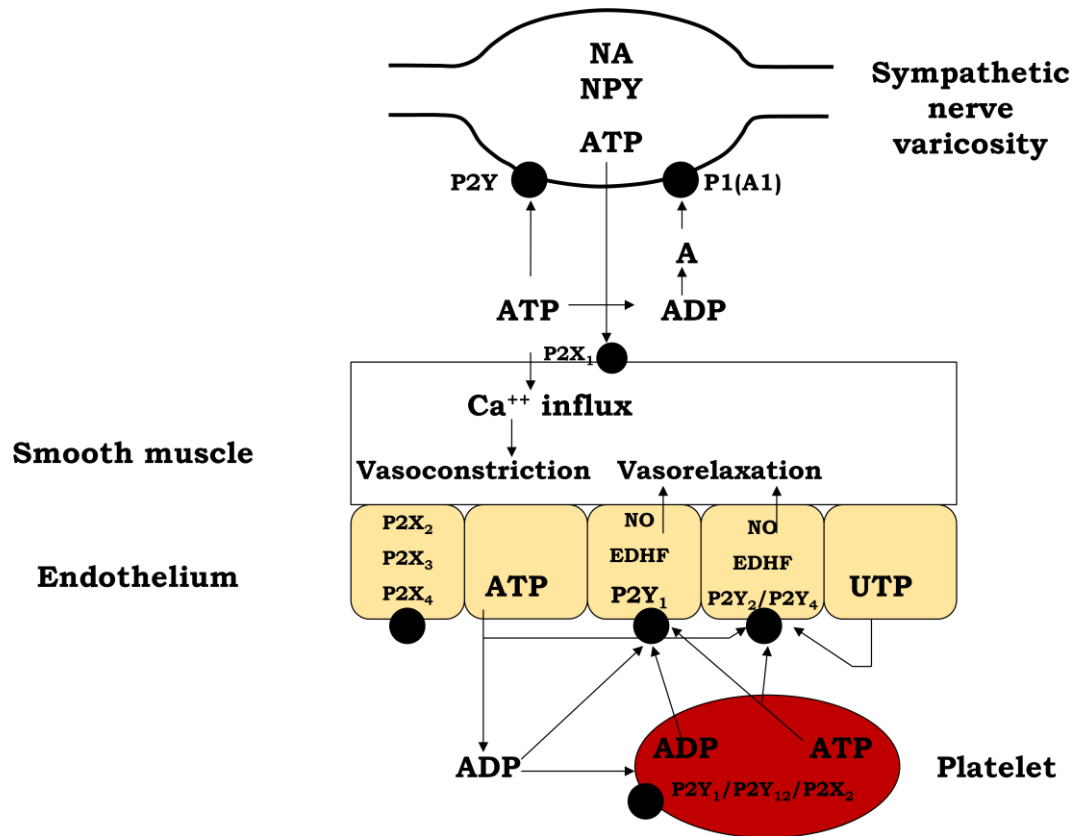 NA
NPY
ATP
Sympathetic
nerve
varicosity
P2Y
P1(A1)
A
ATP
ADP
P2X₁
Ca⁺⁺ influx
Smooth muscle
Vasoconstriction
Vasorelaxation
Endothelium
P2X₂
P2X₃
P2X₄
ATP
NO
EDHF
P2Y₁
NO
EDHF
P2Y₂/P2Y₄
UTP
ADP
ADP
ATP
P2Y₁/P2Y₁₂/P2X₂
Platelet